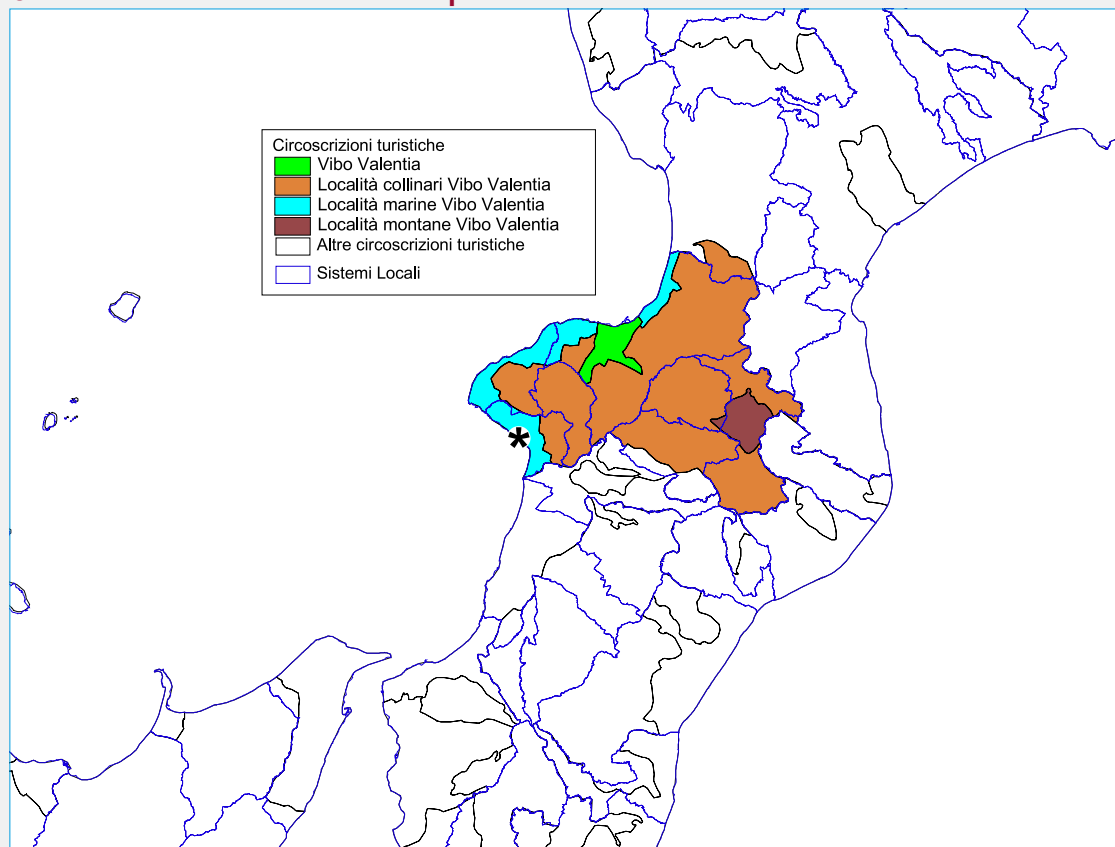 Circoscrizioni turistiche
Vibo Valentia
Località collinari Vibo Valentia
Località marine Vibo Valentia
Località montane Vibo Valentia
Altre circoscrizioni turistiche
Sistemi Locali
*